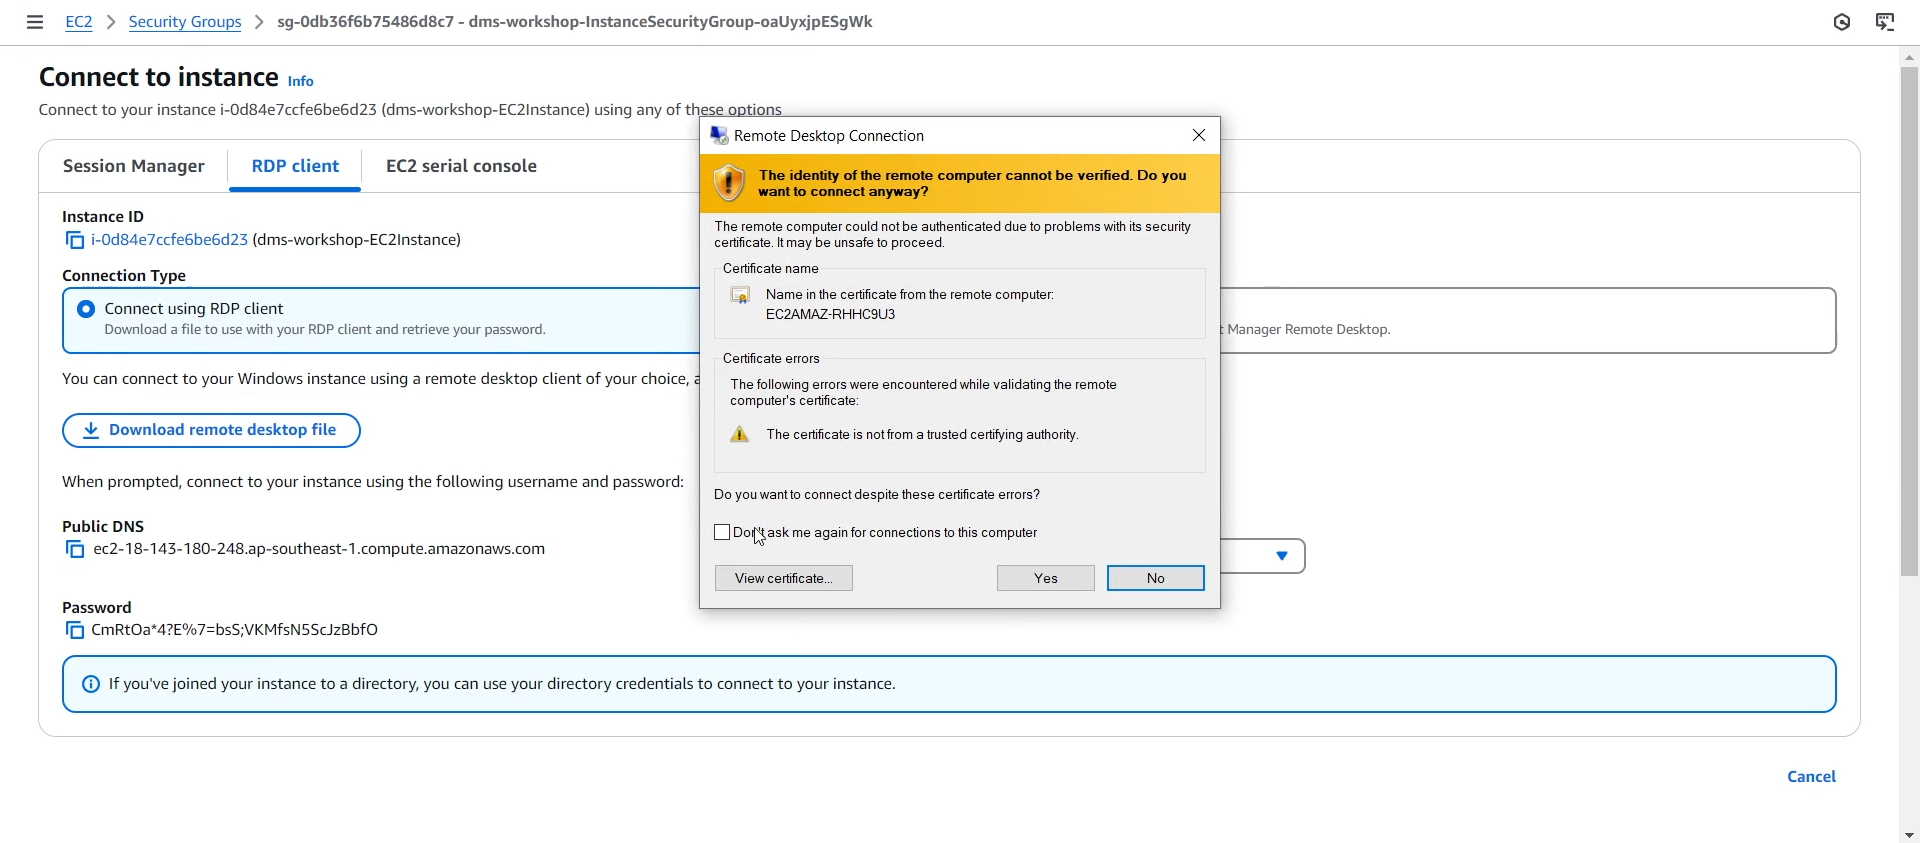 EC2 > Security Groups > sg-0db36f6b75486d8c7 - dms-workshop-InstanceSecurityGroup-oaUyxjpESgWk
Connect to instance Info
Connect to your instance i-0d84e7ccfe6be6d23 (dms-workshop-EC2Instance) using any of these options
Session Manager
RDP client
EC2 serial console
Instance ID
i-0d84e7ccfe6be6d23 (dms-workshop-EC2Instance)
Connection Type
Connect using RDP client
Download a file to use with your RDP client and retrieve your password.
Manager Remote Desktop.
You can connect to your Windows instance using a remote desktop client of your choice,
Download remote desktop file
When prompted, connect to your instance using the following username and password:
Public DNS
ec2-18-143-180-248.ap-southeast-1.compute.amazonaws.com
Password
CmRtOa*4?E%7=bsS;VKMfsN5ScJzBbfO
If you've joined your instance to a directory, you can use your directory credentials to connect to your instance.
Cancel
Remote Desktop Connection
The identity of the remote computer cannot be verified. Do you
want to connect anyway?
The remote computer could not be authenticated due to problems with its security
certificate. It may be unsafe to proceed.
Certificate name
Name in the certificate from the remote computer:
EC2AMAZ-RHHC9U3
Certificate errors
The following errors were encountered while validating the remote
computer's certificate:
The certificate is not from a trusted certifying authority.
Do you want to connect despite these certificate errors?
Don't ask me again for connections to this computer
View certificate...
Yes
No